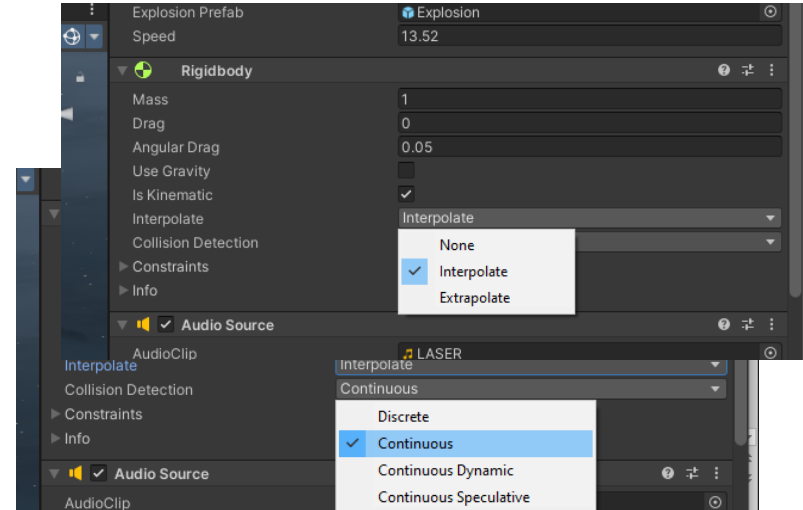 Explosion Prefab Explosion
Speed 13.52
Rigidbody
Mass 1
Drag 0
Angular Drag 0.05
Use Gravity
Is Kinematic
Interpolate Interpolate
Collision Detection
None
Interpolate
Extrapolate
Constraints
Info
Audio Source
AudioClip LASER
Interpolate Interpolate
Collision Detection Continuous
Constraints
Info
Discrete
Continuous
Continuous Dynamic
Continuous Speculative
Audio Source
AudioClip